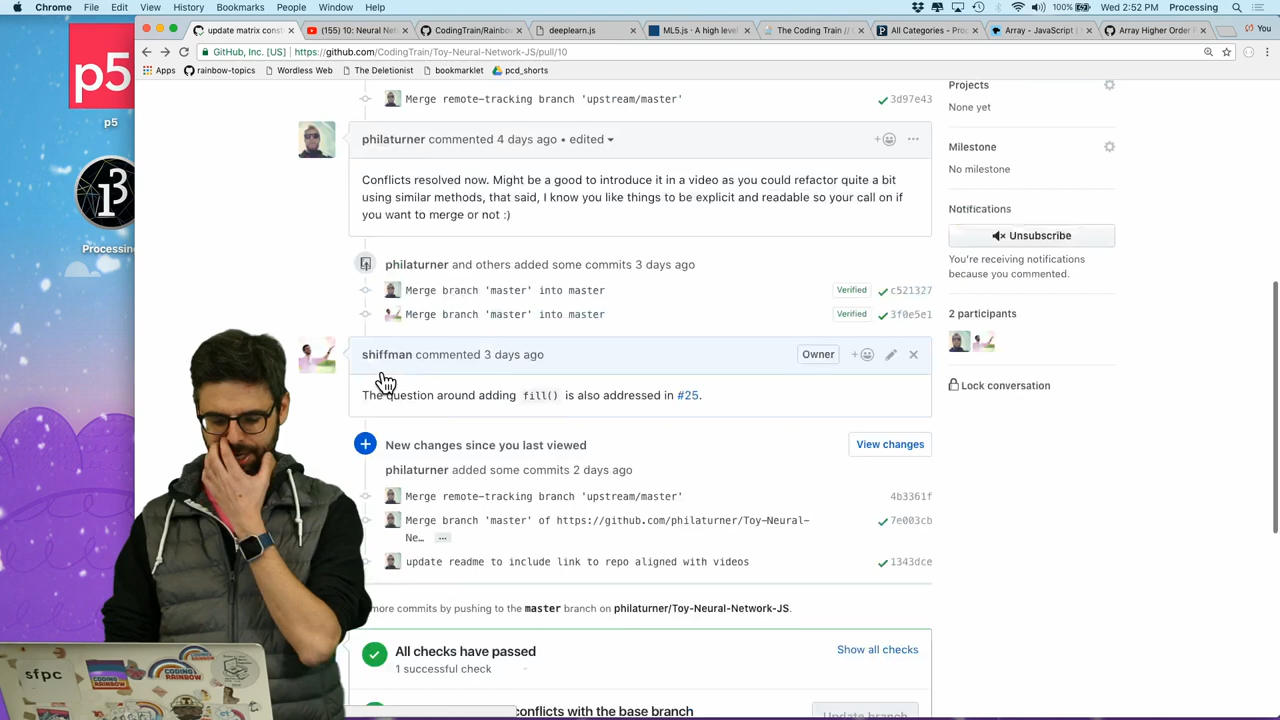 Chrome File Edit View History Bookmarks People Window Help 100% Wed 2:52 PM Processing
update matrix const
(155) 10: Neural Net
CodingTrain/Rainbow
deeplearn.js
ML5.js · A high level
The Coding Train //
All Categories - Proc
Array - JavaScript |
Array Higher Order F
You
GitHub, Inc. [US] https://github.com/CodingTrain/Toy-Neural-Network-JS/pull/10
Apps rainbow-topics Wordless Web The Deletionist bookmarklet pcd_shorts
p5
p5
Processing
Merge remote-tracking branch 'upstream/master' 3d97e43
philaturner commented 4 days ago • edited
Conflicts resolved now. Might be a good to introduce it in a video as you could refactor quite a bit
using similar methods, that said, I know you like things to be explicit and readable so your call on if
you want to merge or not :)
philaturner and others added some commits 3 days ago
Merge branch 'master' into master Verified c521327
Merge branch 'master' into master Verified 3f0e5e1
shiffman commented 3 days ago Owner
The question around adding fill() is also addressed in #25.
New changes since you last viewed View changes
philaturner added some commits 2 days ago
Merge remote-tracking branch 'upstream/master' 4b3361f
Merge branch 'master' of https://github.com/philaturner/Toy-Neural-
Ne… … 7e003cb
update readme to include link to repo aligned with videos 1343dce
more commits by pushing to the master branch on philaturner/Toy-Neural-Network-JS.
All checks have passed Show all checks
1 successful check
conflicts with the base branch Update branch
Projects
None yet
Milestone
No milestone
Notifications
Unsubscribe
You're receiving notifications
because you commented.
2 participants
Lock conversation
sfpc
CODING RAINBOW